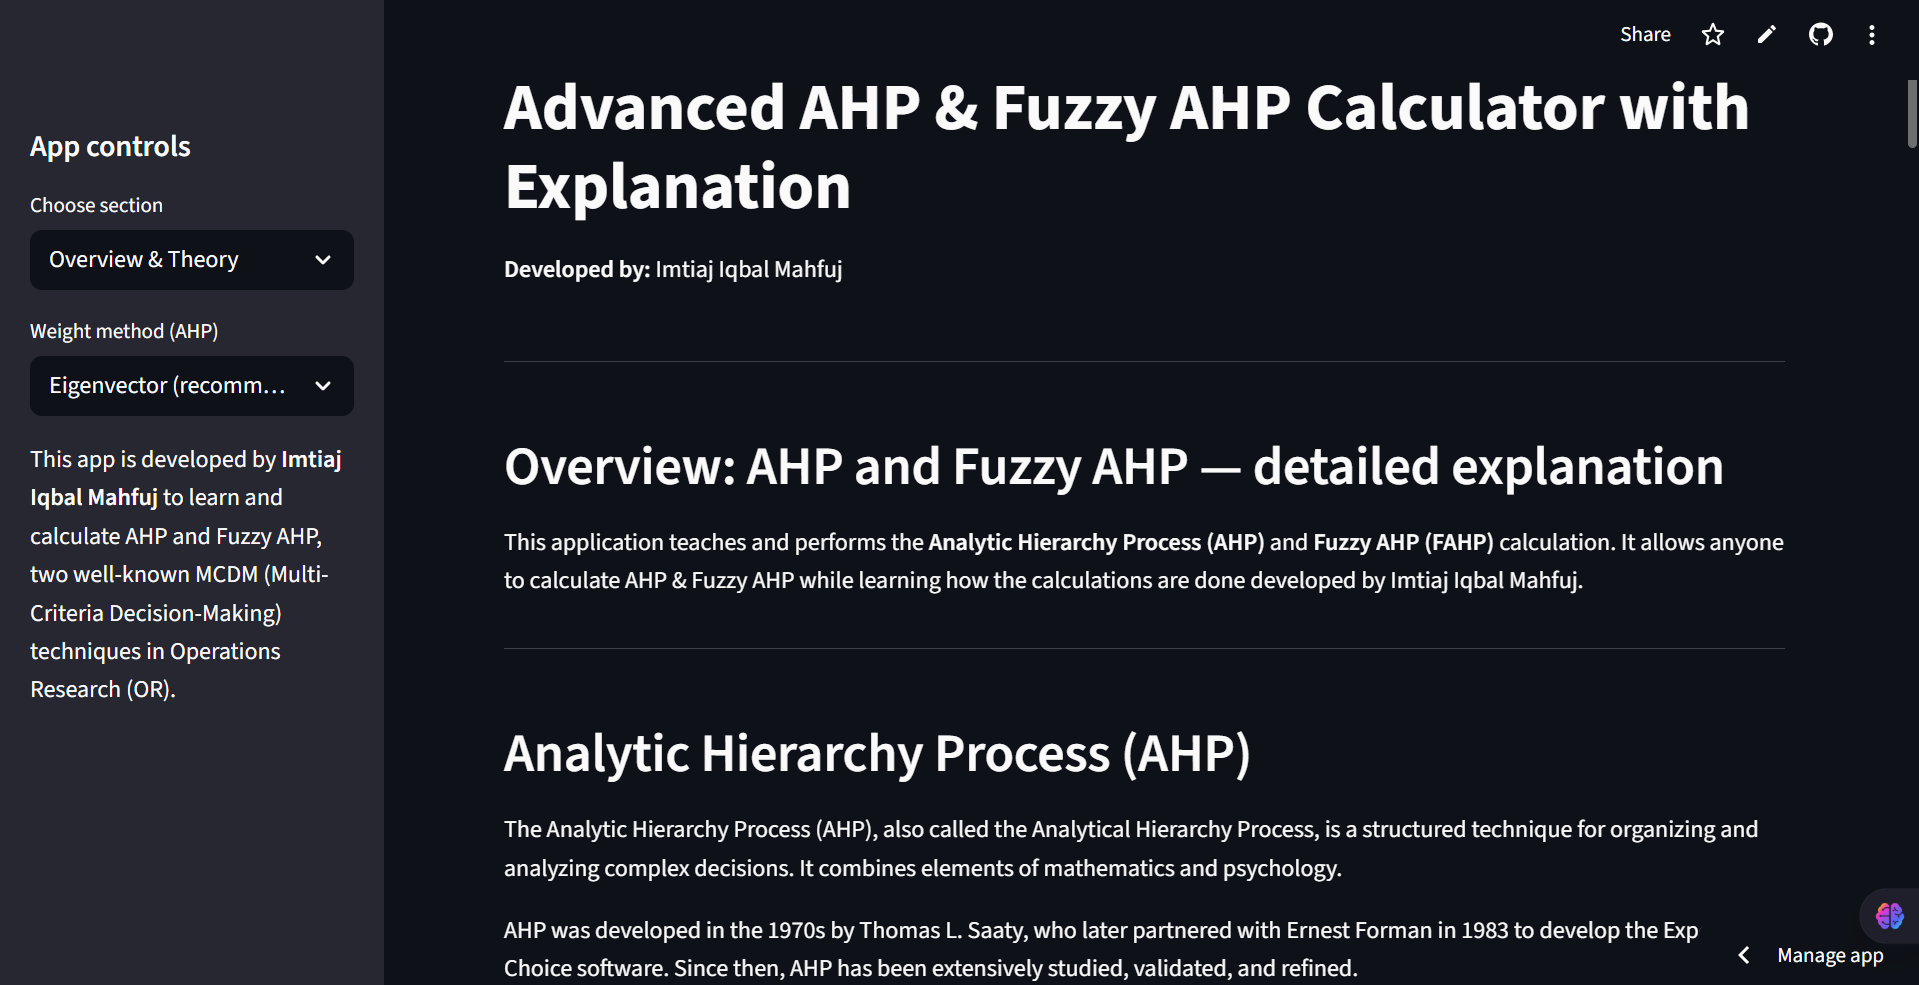 Share
App controls
Choose section
Overview & Theory
Weight method (AHP)
Eigenvector (recomm...
This app is developed by Imtiaj
Iqbal Mahfuj to learn and
calculate AHP and Fuzzy AHP,
two well-known MCDM (Multi-
Criteria Decision-Making)
techniques in Operations
Research (OR).
Advanced AHP & Fuzzy AHP Calculator with
Explanation
Developed by: Imtiaj Iqbal Mahfuj
Overview: AHP and Fuzzy AHP — detailed explanation
This application teaches and performs the Analytic Hierarchy Process (AHP) and Fuzzy AHP (FAHP) calculation. It allows anyone
to calculate AHP & Fuzzy AHP while learning how the calculations are done developed by Imtiaj Iqbal Mahfuj.
Analytic Hierarchy Process (AHP)
The Analytic Hierarchy Process (AHP), also called the Analytical Hierarchy Process, is a structured technique for organizing and
analyzing complex decisions. It combines elements of mathematics and psychology.
AHP was developed in the 1970s by Thomas L. Saaty, who later partnered with Ernest Forman in 1983 to develop the Exp
Choice software. Since then, AHP has been extensively studied, validated, and refined.
Manage app